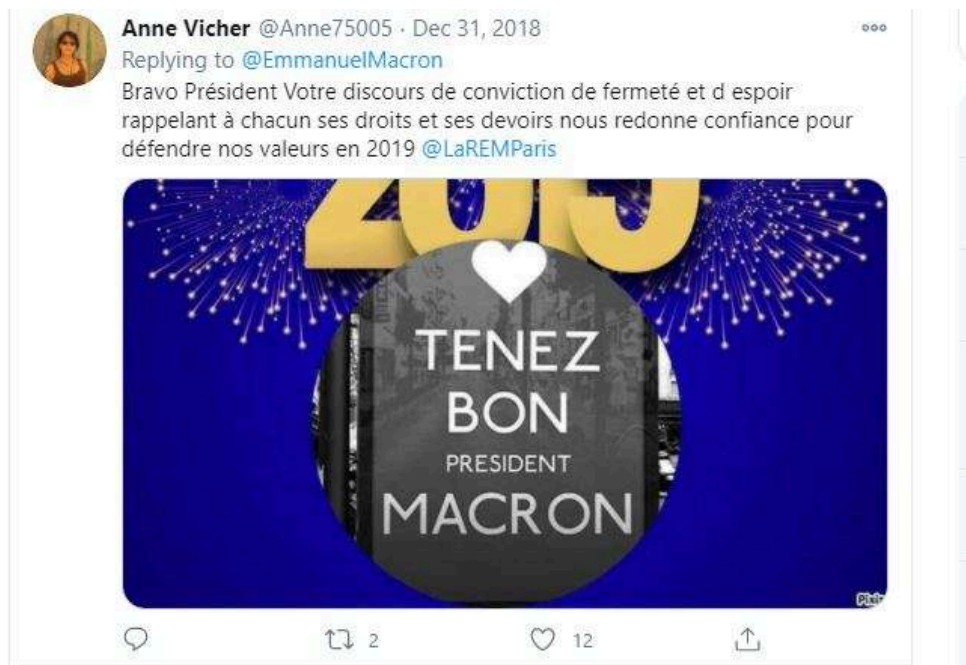 Anne Vicher @Anne75005 · Dec 31, 2018
Replying to @EmmanuelMacron
Bravo Président Votre discours de conviction de fermeté et d espoir
rappelant à chacun ses droits et ses devoirs nous redonne confiance pour
défendre nos valeurs en 2019 @LaREMParis
2019
TENEZ
BON
PRESIDENT
MACRON
2
12